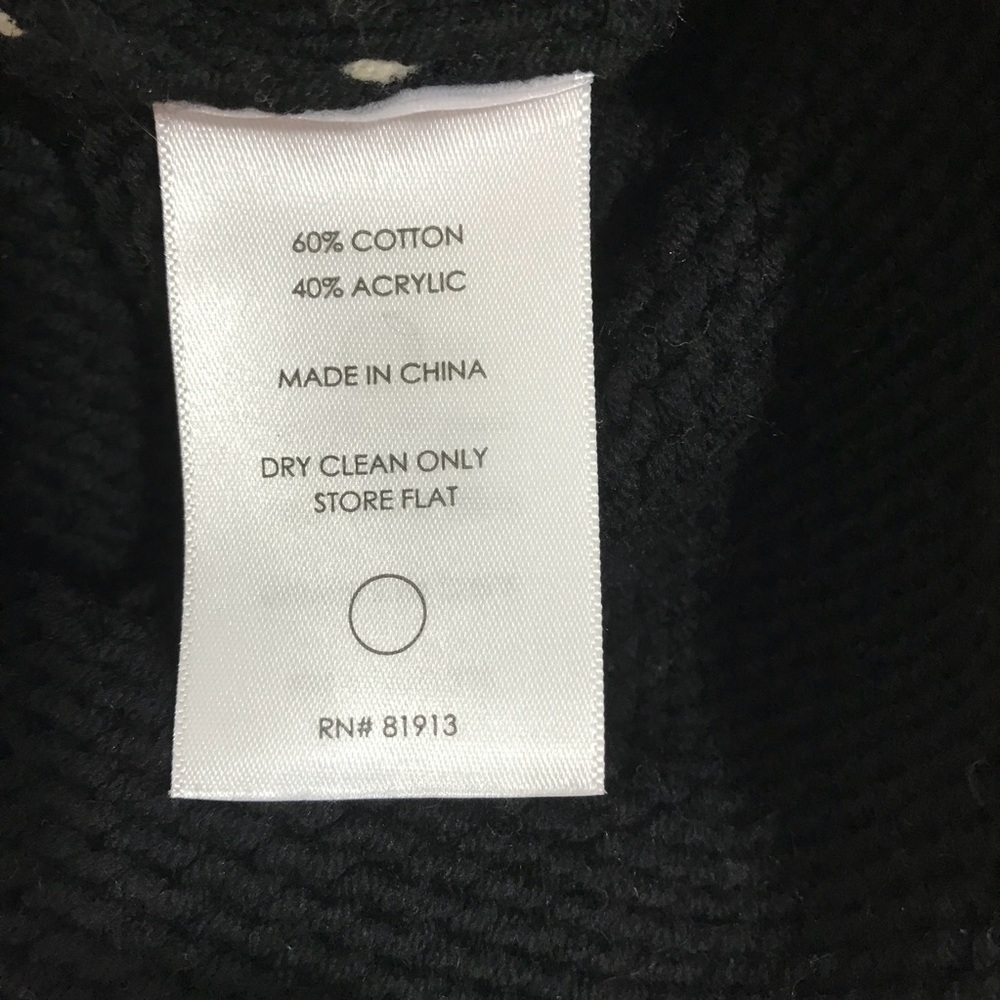 60% COTTON
40% ACRYLIC
MADE IN CHINA
DRY CLEAN ONLY
STORE FLAT
RN# 81913